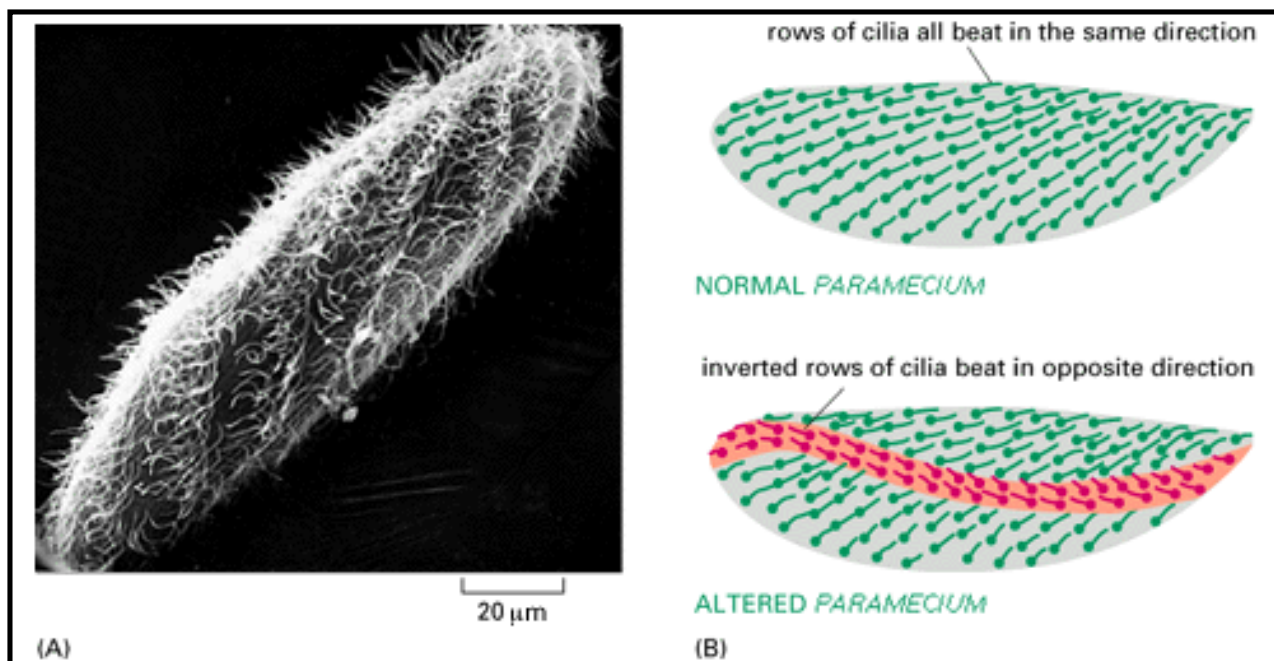 rows of cilia all beat in the same direction
NORMAL PARAMECIUM
inverted rows of cilia beat in opposite direction
20 μm
ALTERED PARAMECIUM
(A)
(B)